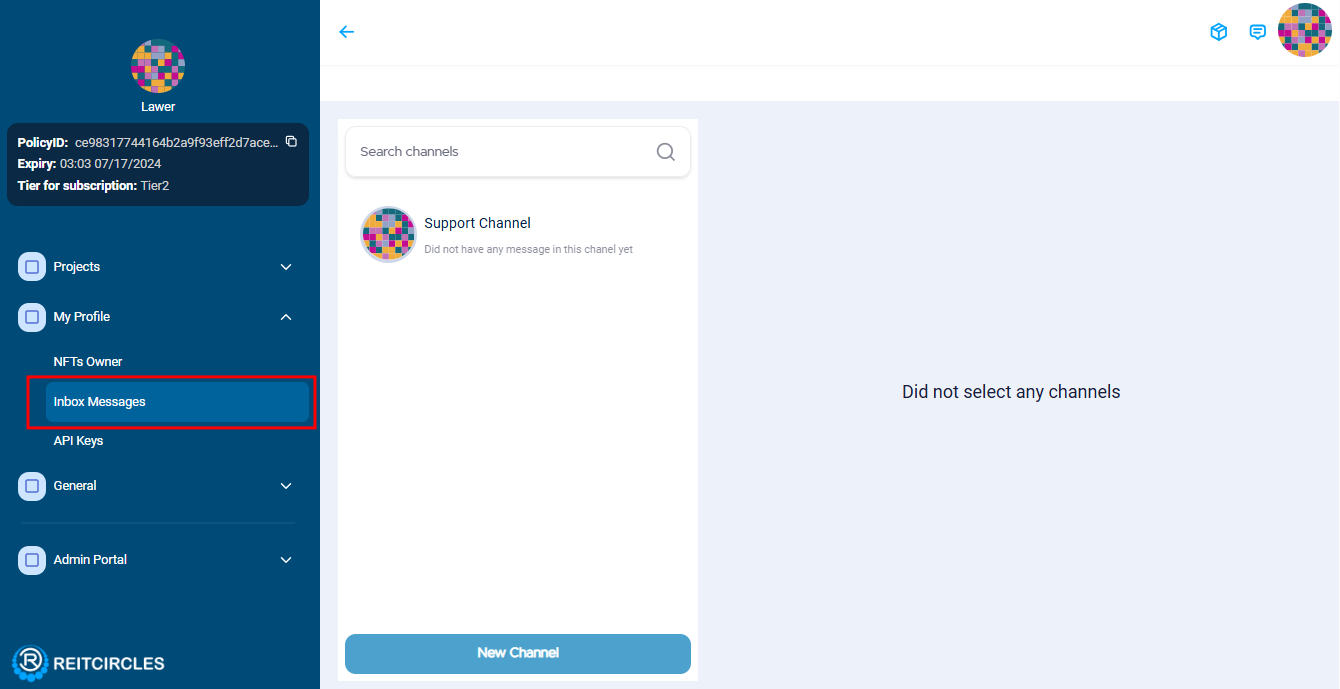 Lawer
PolicyID: ce98317744164b2a9f93eff2d7ace...
Expiry: 03:03 07/17/2024
Tier for subscription: Tier2
Projects
My Profile
NFTs Owner
Inbox Messages
API Keys
General
Admin Portal
R REITCIRCLES
Search channels
Support Channel
Did not have any message in this chanel yet
New Channel
Did not select any channels